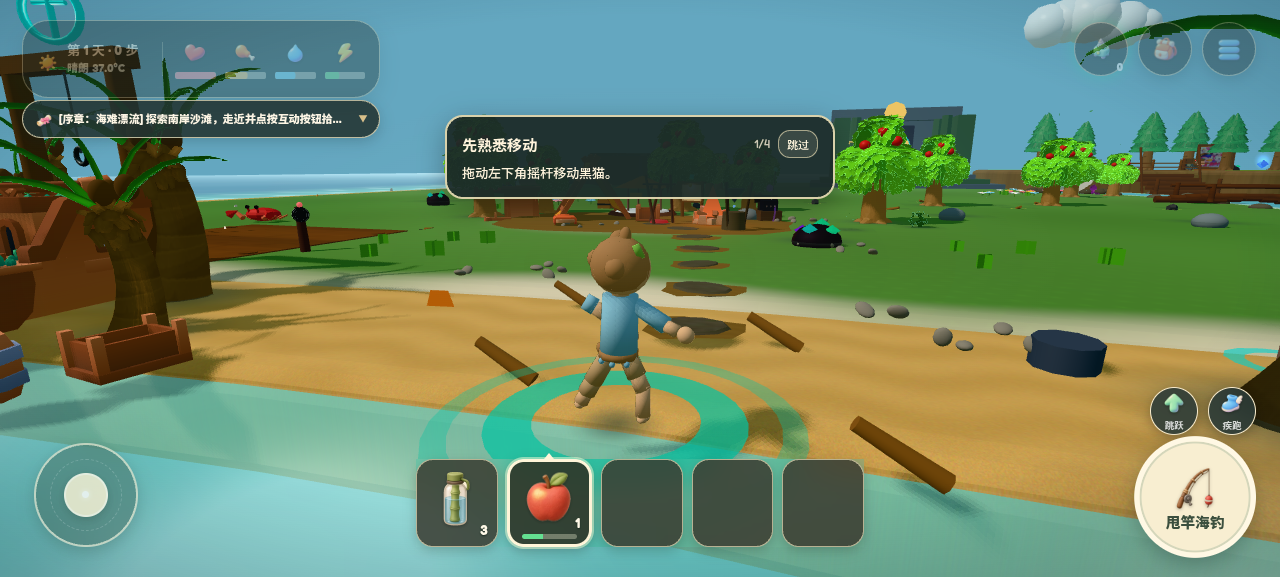 第 1 天 · 0 步
晴朗 37.0°C
[序章：海难漂流] 探索南岸沙滩，走近并点按互动按钮拾...
先熟悉移动
1/4
跳过
拖动左下角摇杆移动黑猫。
0
跳跃
疾跑
甩竿海钓
3
1